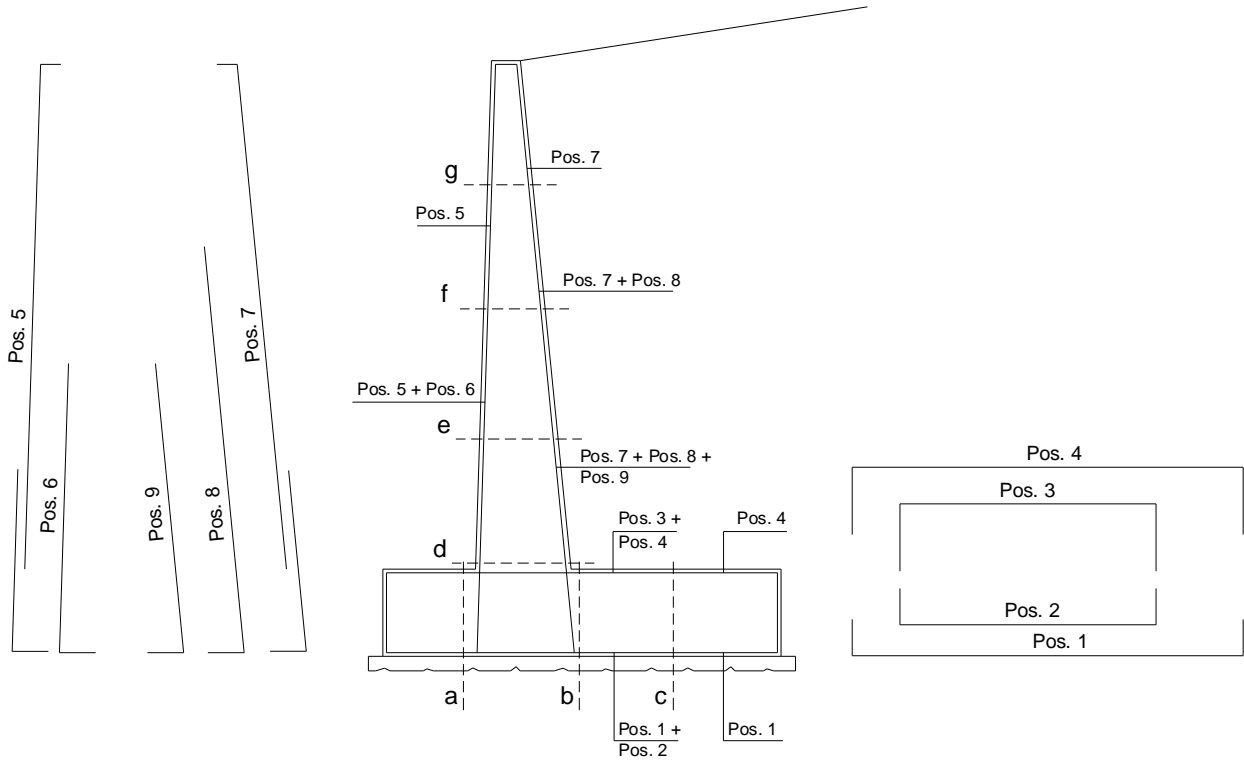 Pos. 5
Pos. 6
Pos. 9
Pos. 8
Pos. 7
g
Pos. 7
Pos. 5
f
Pos. 7 + Pos. 8
Pos. 5 + Pos. 6
e
Pos. 7 + Pos. 8 +
Pos. 9
d
Pos. 3 +
Pos. 4
Pos. 4
a
b
c
Pos. 1 +
Pos. 2
Pos. 1
Pos. 4
Pos. 3
Pos. 2
Pos. 1